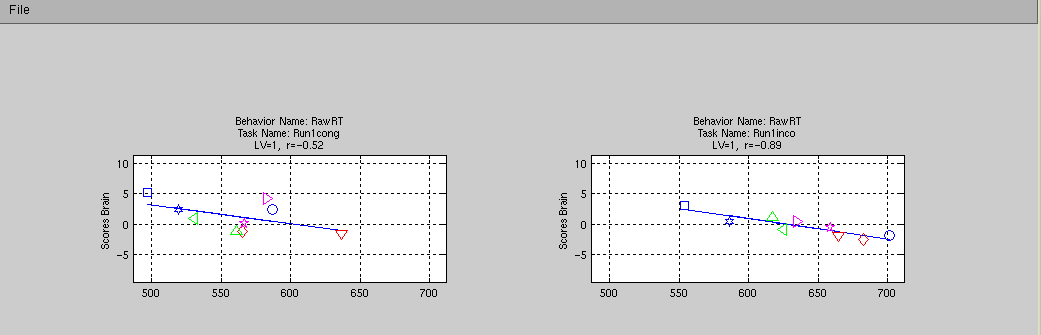 File
Behavior Name: RawRT
Task Name: Run1cong
LV=1, r=−0.52
10
5
0
−5
Scores Brain
500 550 600 650 700
Behavior Name: RawRT
Task Name: Run1inco
LV=1, r=−0.89
10
5
0
−5
Scores Brain
500 550 600 650 700